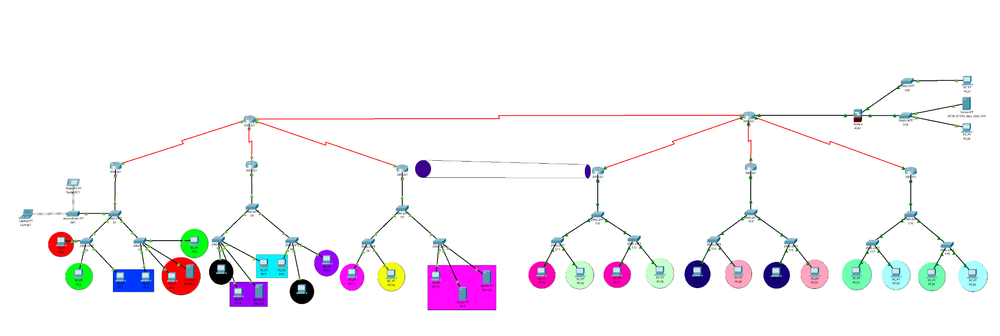 2960-24TT
S20
PC-PT
PC27
Server-PT
HTTP, HTTPS, Mail, DNS, FTP
5506-X
ASA1
2960-24TT
S19
PC-PT
PC28
ISR4321
R1
ISR4321
ISR4321
ISR4321
ISR4321
ISR4321
ISR4321
ISR4321
TabletPC-PT
Tablet PC1
Laptop-PT
Laptop1
AccessPoint-PT
AP1
2960-24TT
S1
S4
2960-24TT
S7
2960-24TT
S10
2960-24TT
S13
2960-24TT
S16
PC-PT
PC0
2960-24TT
S2
PC-PT
PC4
2960-24TT
S8
2960-24TT
S11
2960-24TT
S12
2960-24TT
S14
2960-24TT
S15
2960-24TT
S17
2960-24TT
S18
PC-PT
PC2
PC-PT
PC1
PC-PT
PC3
PC-PT
PC5
Server-PT
TACACS+
PC-PT
PC7
PC-PT
PC9
PC-PT
PC10
PC-PT
PC8
Server-PT
RADIUS
PC-PT
PC12
PC-PT
PC14
PC-PT
PC13
Server-PT
SysLog
Server-PT
NTP
PC-PT
PC15
PC-PT
PC16
PC-PT
PC17
PC-PT
PC18
PC-PT
PC20
PC-PT
PC22
PC-PT
PC23
PC-PT
PC24
PC-PT
PC25
PC-PT
PC26